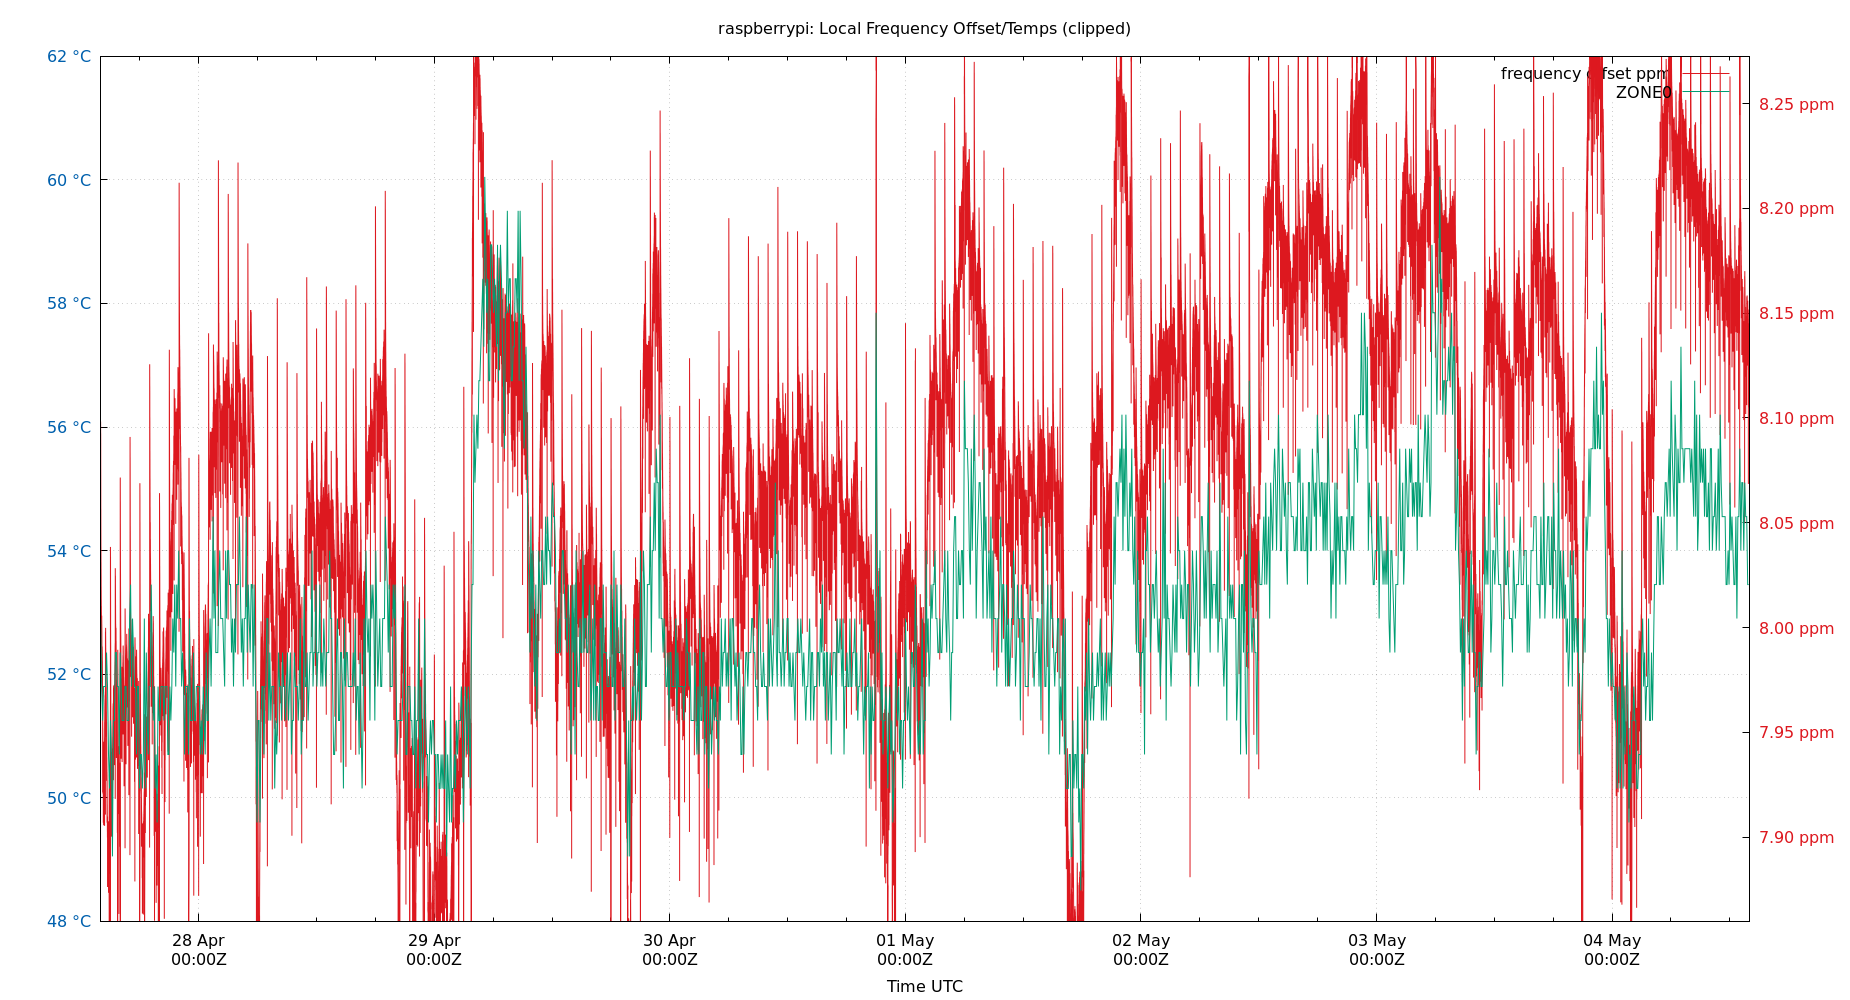 raspberrypi: Local Frequency Offset/Temps (clipped)
62 °C
60 °C
58 °C
56 °C
54 °C
52 °C
50 °C
48 °C
frequency offset ppm
ZONE0
8.25 ppm
8.20 ppm
8.15 ppm
8.10 ppm
8.05 ppm
8.00 ppm
7.95 ppm
7.90 ppm
28 Apr
00:00Z
29 Apr
00:00Z
30 Apr
00:00Z
01 May
00:00Z
02 May
00:00Z
03 May
00:00Z
04 May
00:00Z
Time UTC